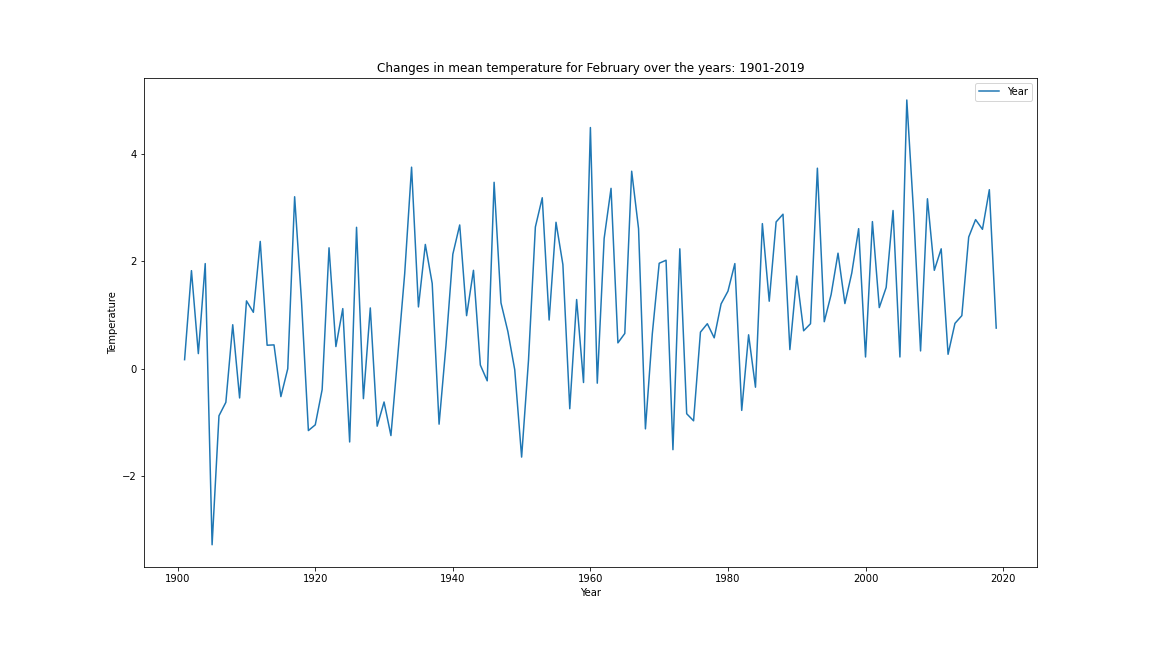 Changes in mean temperature for February over the years: 1901-2019
Year
4
2
0
−2
Temperature
1900 1920 1940 1960 1980 2000 2020
Year